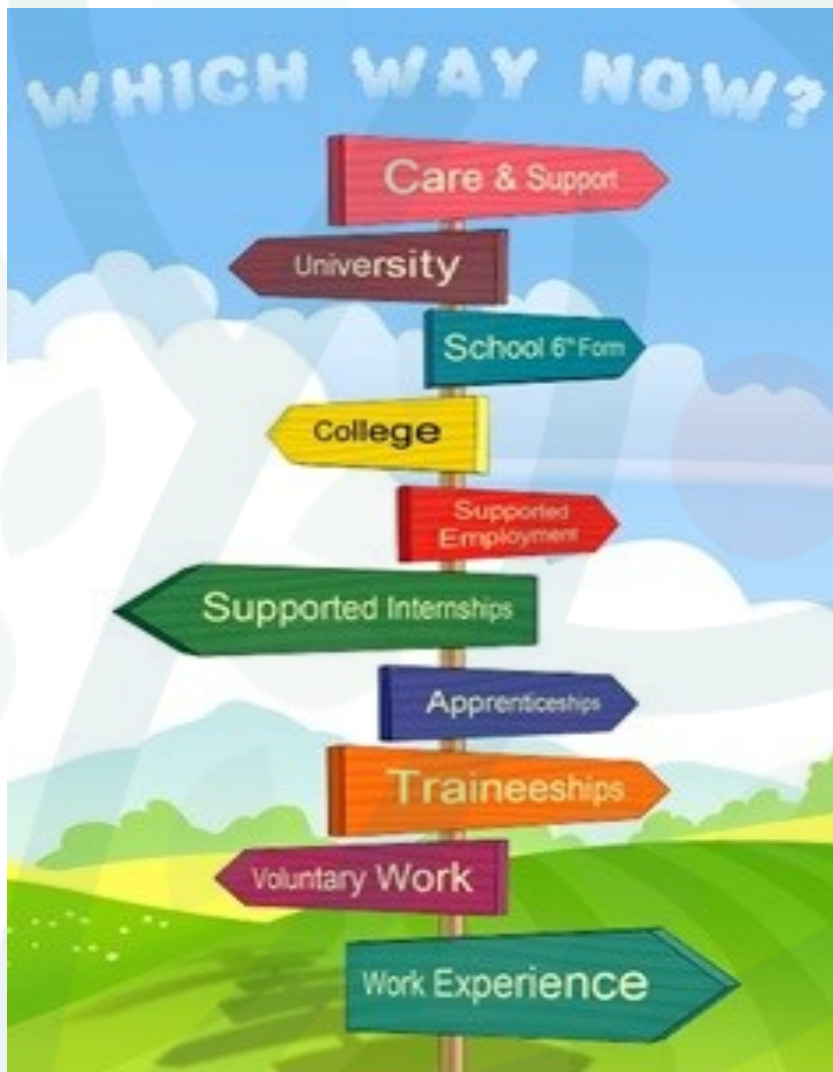 WHICH WAY NOW?
Care & Support
University
School 6th Form
College
Supported
Employment
Supported Internships
Apprenticeships
Traineeships
Voluntary Work
Work Experience